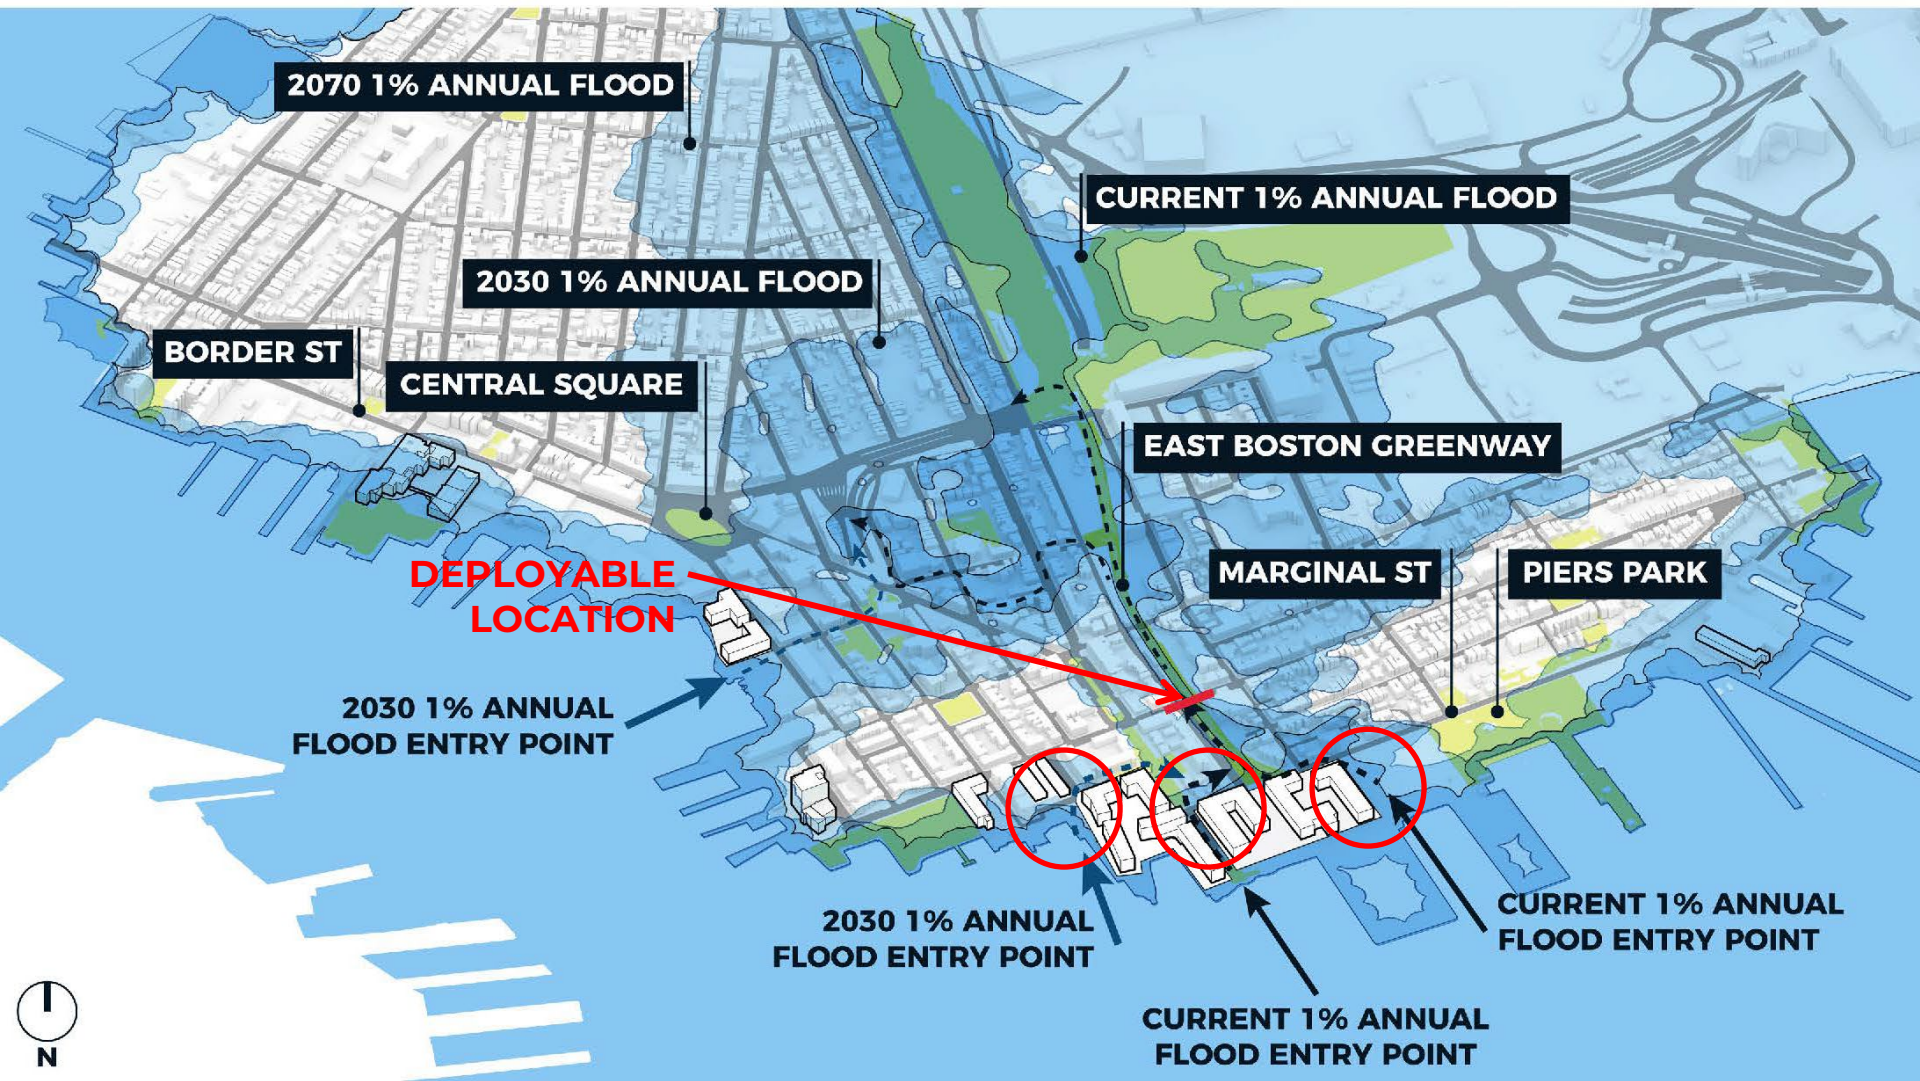 2070 1% ANNUAL FLOOD
CURRENT 1% ANNUAL FLOOD
2030 1% ANNUAL FLOOD
BORDER ST
CENTRAL SQUARE
EAST BOSTON GREENWAY
MARGINAL ST
PIERS PARK
DEPLOYABLE
LOCATION
2030 1% ANNUAL
FLOOD ENTRY POINT
2030 1% ANNUAL
FLOOD ENTRY POINT
CURRENT 1% ANNUAL
FLOOD ENTRY POINT
CURRENT 1% ANNUAL
FLOOD ENTRY POINT
N